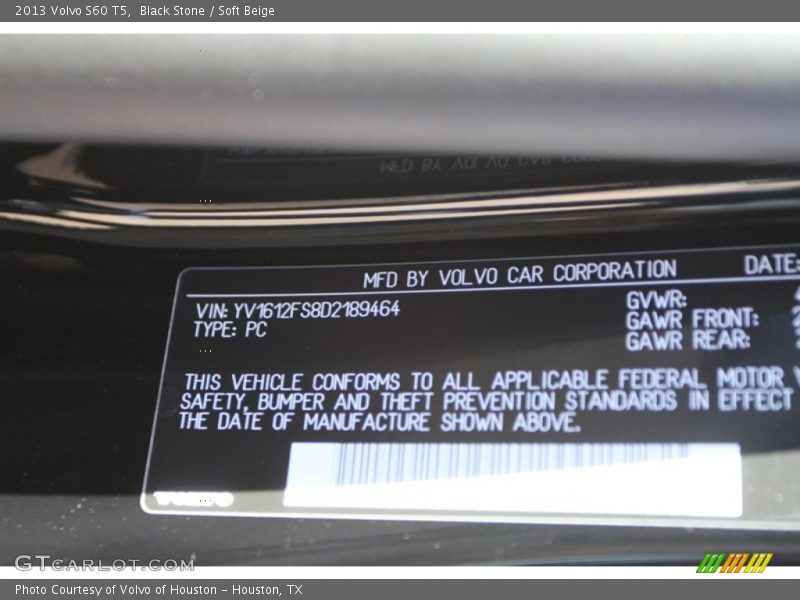 2013 Volvo S60 T5, Black Stone / Soft Beige
MFD BY VOLVO CAR CORPORATION DATE:
VIN: YV1612FS8D2189464 GVWR:
TYPE: PC GAWR FRONT:
GAWR REAR:
THIS VEHICLE CONFORMS TO ALL APPLICABLE FEDERAL MOTOR
SAFETY, BUMPER AND THEFT PREVENTION STANDARDS IN EFFECT
THE DATE OF MANUFACTURE SHOWN ABOVE.
VOLVO
GTCARLOT.COM
Photo Courtesy of Volvo of Houston - Houston, TX